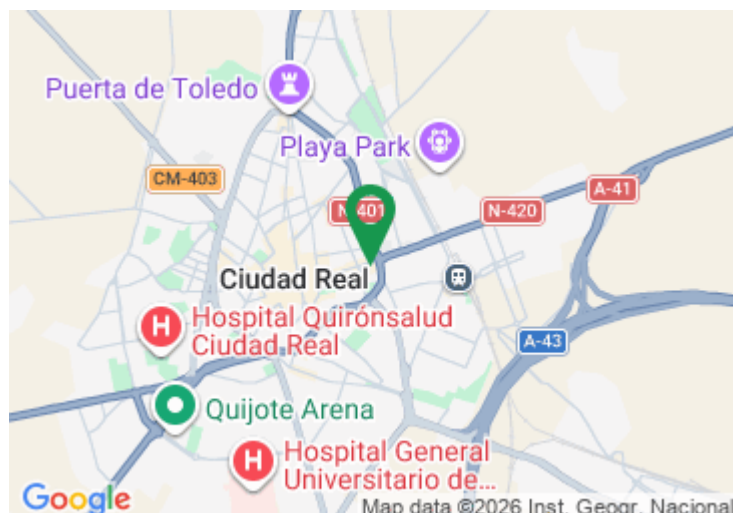 Puerta de Toledo
Playa Park
CM-403
A-41
N-401
N-420
Ciudad Real
Hospital Quirónsalud
Ciudad Real
A-43
Quijote Arena
Hospital General
Universitario de...
Google
Map data ©2026 Inst. Geogr. Nacional